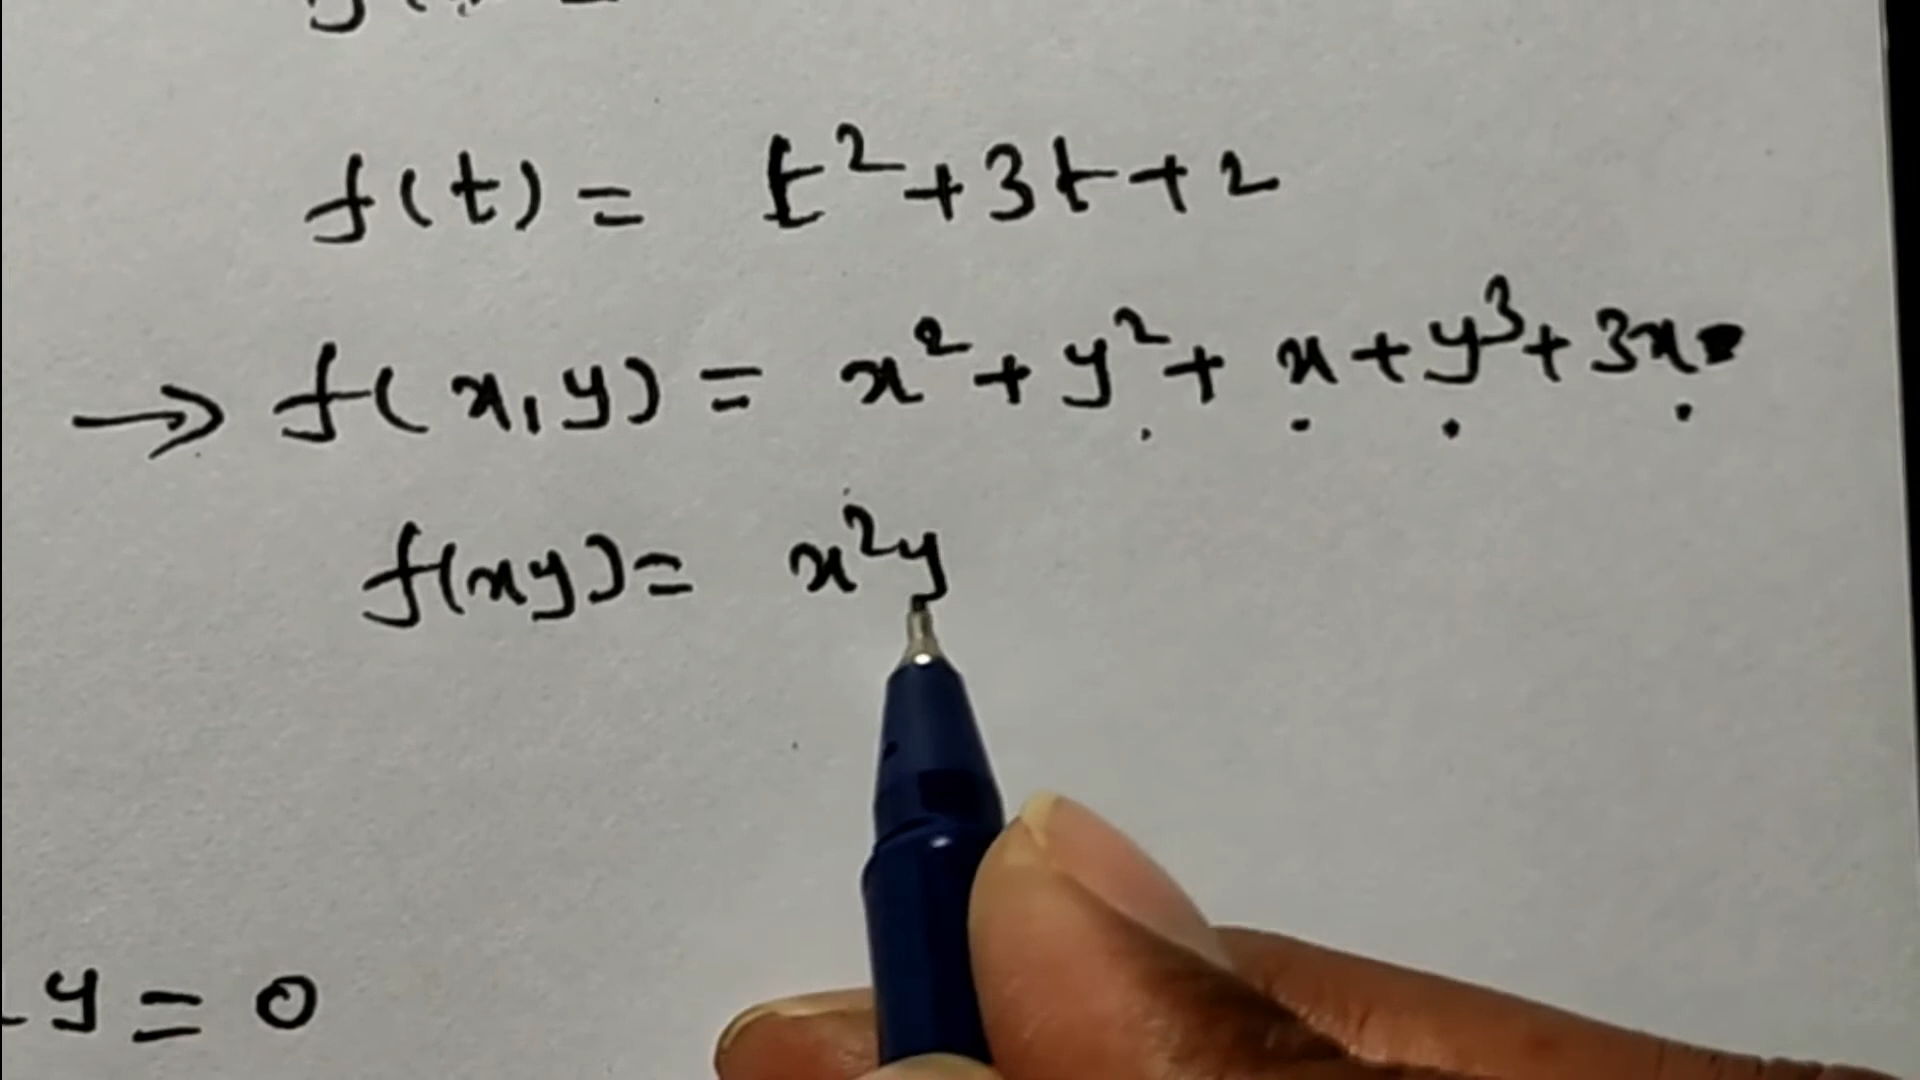 f(t) = t²+3t+2
→ f(x,y) = x²+y²+ x+y³+3x
f(xy)= x²y
y = 0